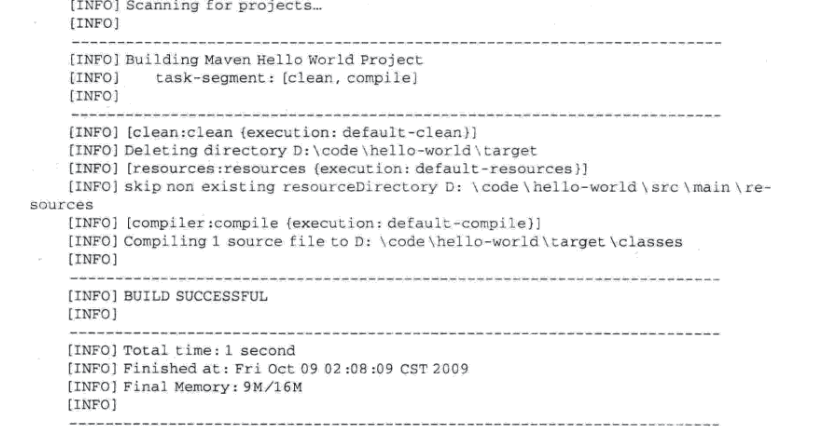 [INFO] Scanning for projects…
[INFO]
------------------------------------------------------------------------
[INFO] Building Maven Hello World Project
[INFO]    task-segment: [clean, compile]
[INFO]
------------------------------------------------------------------------
[INFO] [clean:clean {execution: default-clean}]
[INFO] Deleting directory D:\code\hello-world\target
[INFO] [resources:resources {execution: default-resources}]
[INFO] skip non existing resourceDirectory D: \code\hello-world\src\main\re-
sources
[INFO] [compiler:compile {execution: default-compile}]
[INFO] Compiling 1 source file to D: \code\hello-world\target\classes
[INFO]
------------------------------------------------------------------------
[INFO] BUILD SUCCESSFUL
[INFO]
------------------------------------------------------------------------
[INFO] Total time: 1 second
[INFO] Finished at: Fri Oct 09 02:08:09 CST 2009
[INFO] Final Memory: 9M/16M
[INFO]
------------------------------------------------------------------------